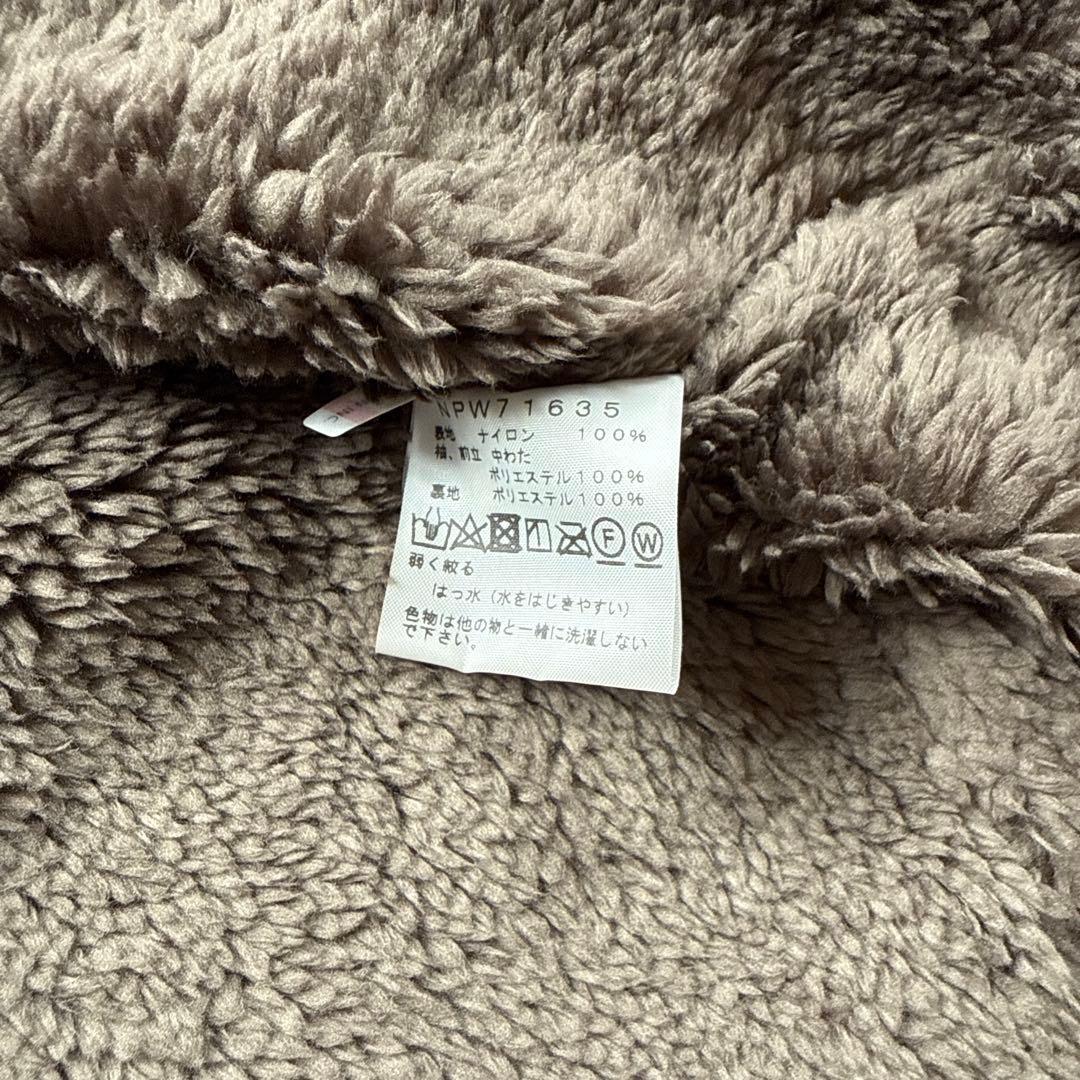 NPW71635
表地 ナイロン 100%
袖、前立 中わた
ポリエステル100%
裏地 ポリエステル100%
F W
弱く絞る
はっ水（水をはじきやすい）
色物は他の物と一緒に洗濯しない
で下さい。